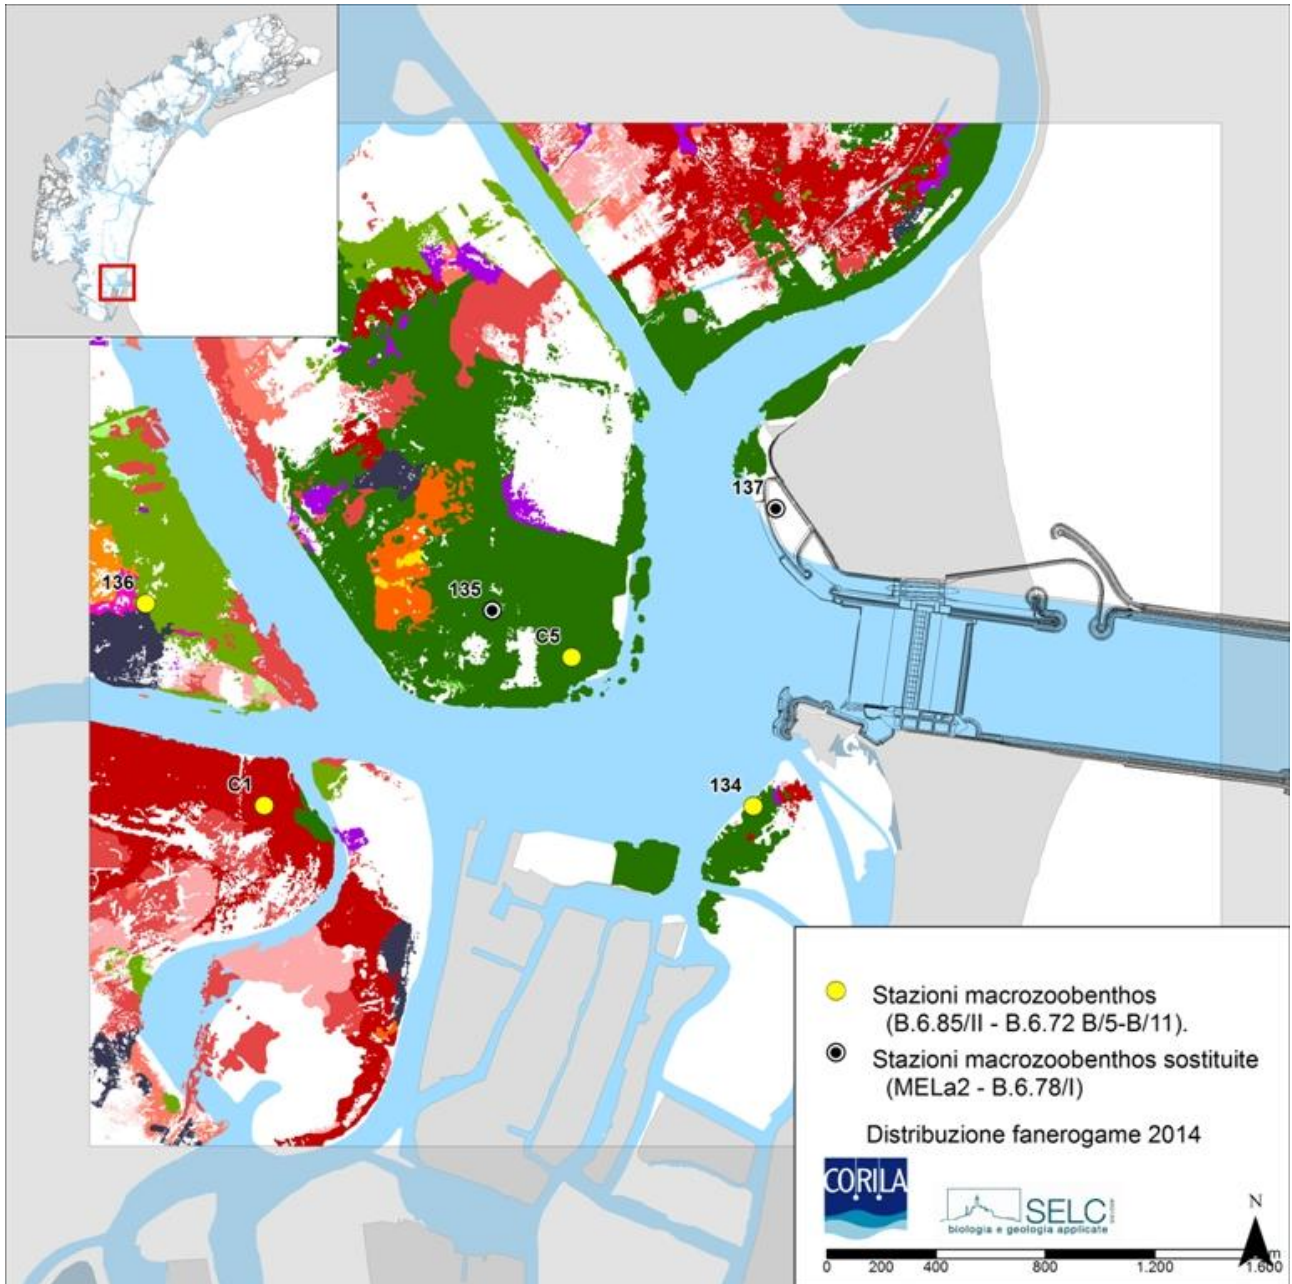 137
136
135
C5
C1
134
Stazioni macrozoobenthos
(B.6.85/II - B.6.72 B/5-B/11).
Stazioni macrozoobenthos sostituite
(MELa2 - B.6.78/I)
Distribuzione fanerogame 2014
CORILA
SELC
biologia e geologia applicate
N
0 200 400 800 1.200 1.600 m